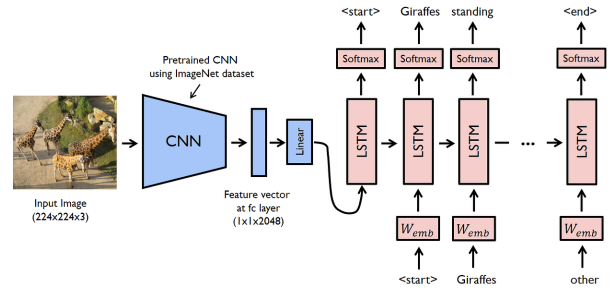 <start> Giraffes standing <end>
Softmax Softmax Softmax Softmax
Pretrained CNN
using ImageNet dataset
CNN
Linear
LSTM LSTM LSTM ... LSTM
Input Image
(224x224x3)
Feature vector
at fc layer
(1x1x2048)
W_emb W_emb W_emb
<start> Giraffes other